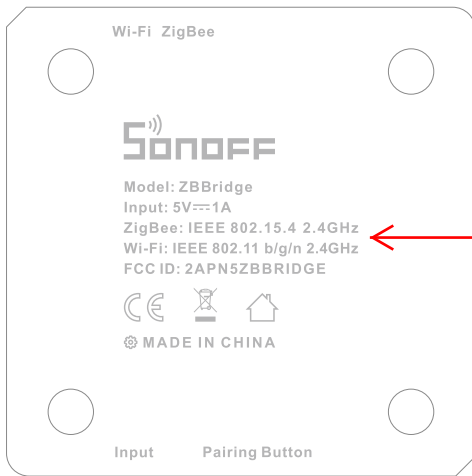 Wi-Fi ZigBee
SONOFF
Model: ZBBridge
Input: 5V⎓1A
ZigBee: IEEE 802.15.4 2.4GHz
Wi-Fi: IEEE 802.11 b/g/n 2.4GHz
FCC ID: 2APN5ZBBRIDGE
CE
MADE IN CHINA
Input Pairing Button